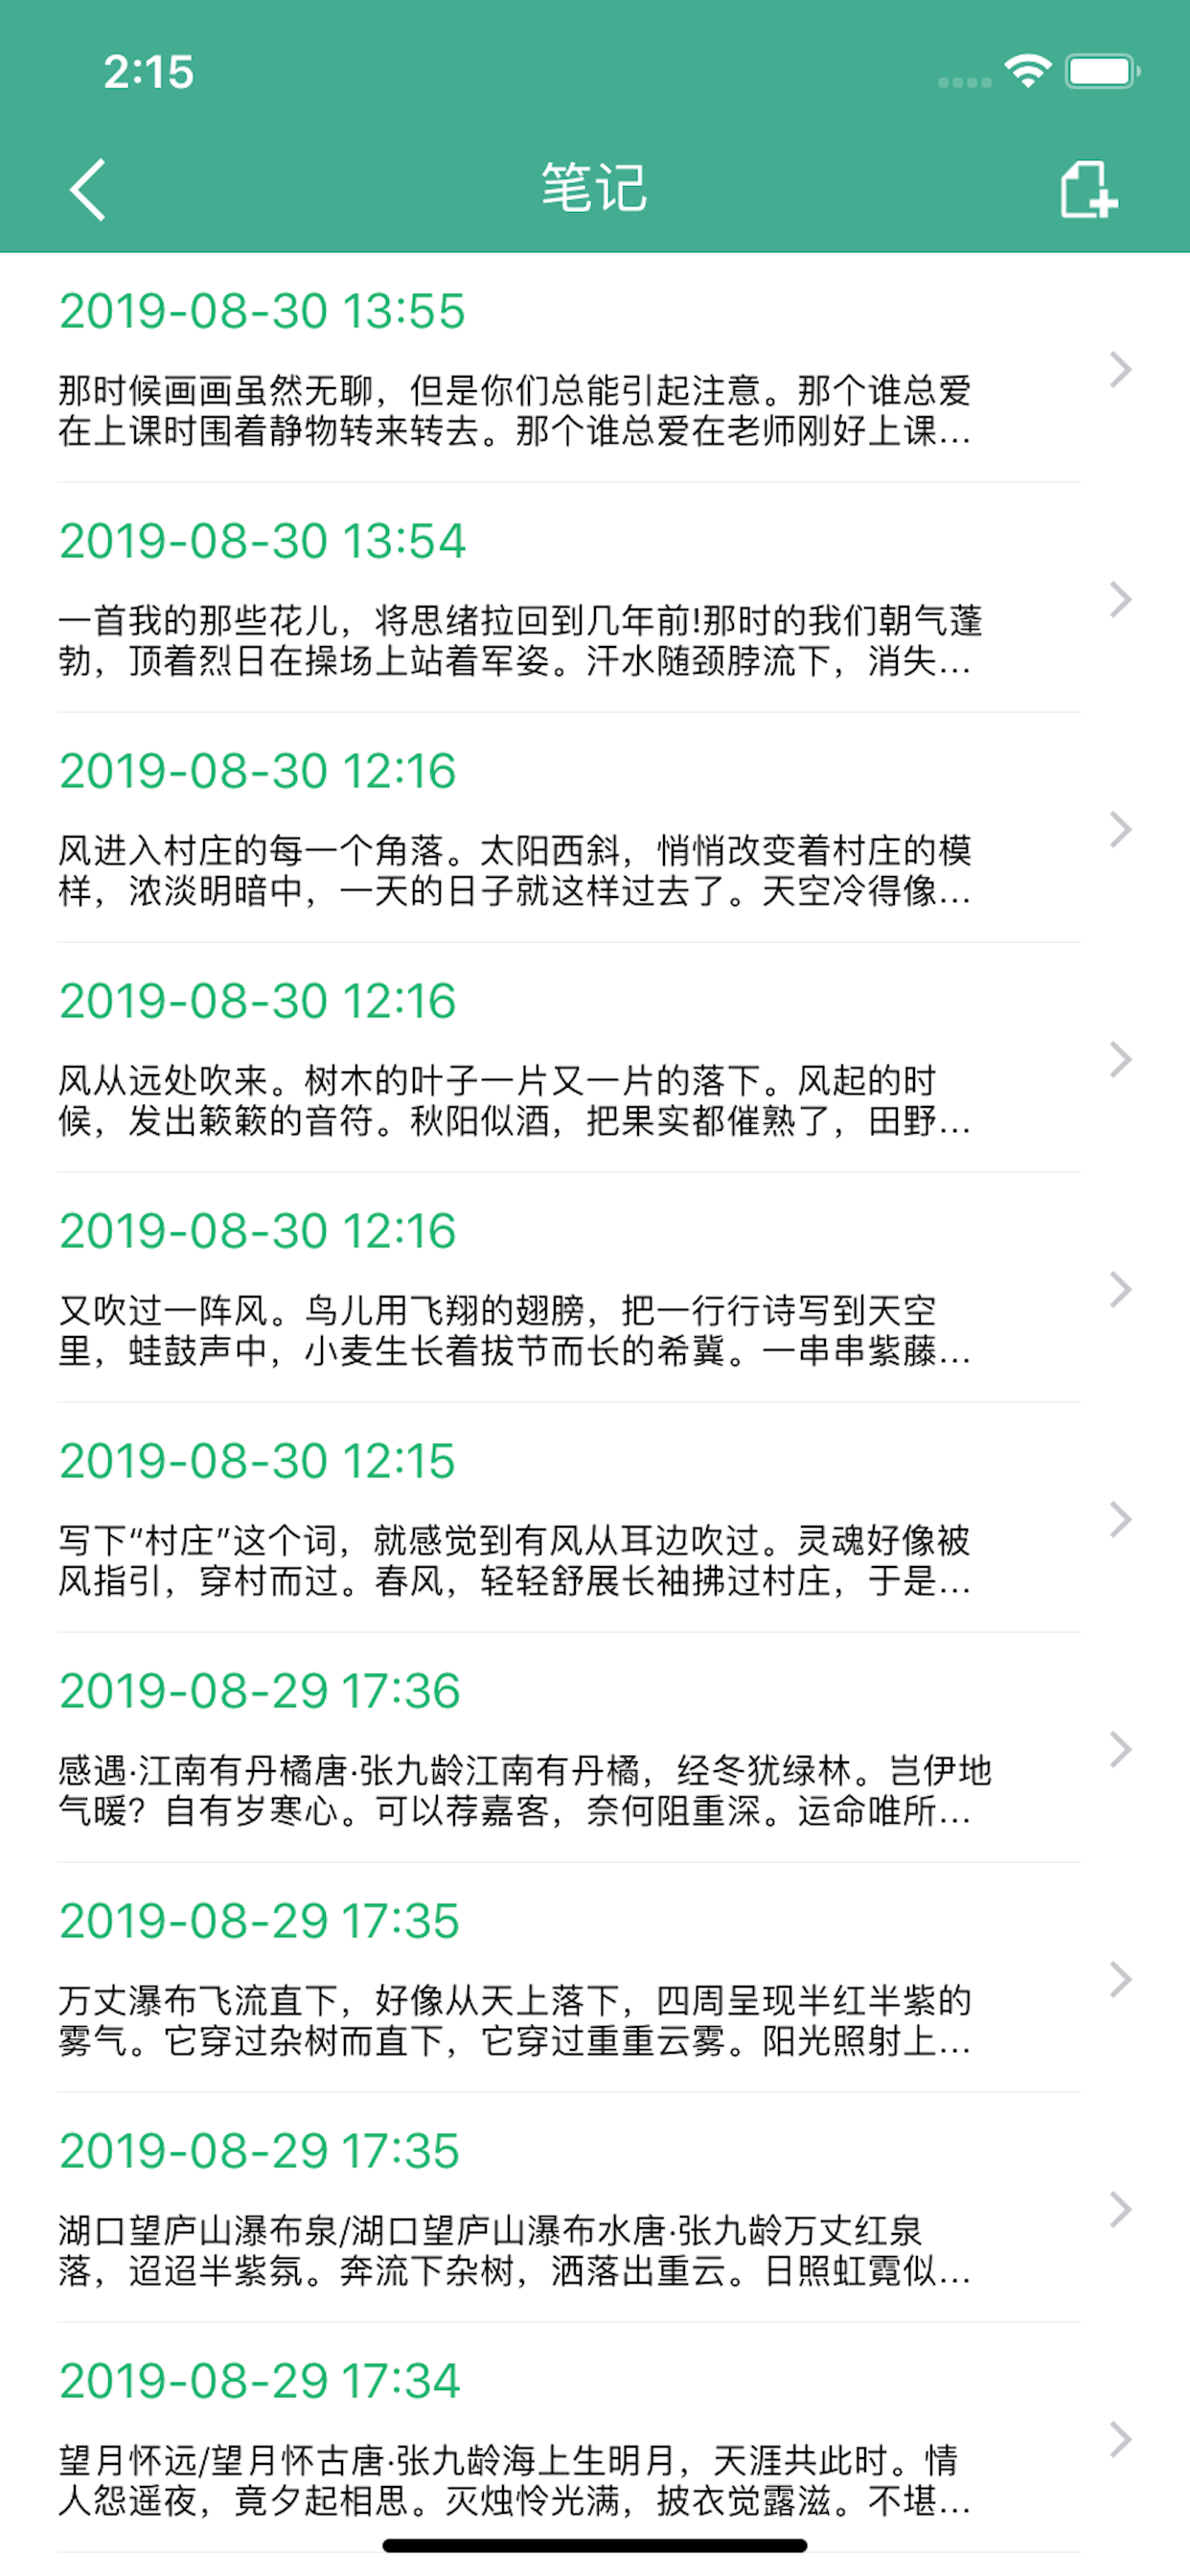 2:15
笔记
2019-08-30 13:55
那时候画画虽然无聊，但是你们总能引起注意。那个谁总爱
在上课时围着静物转来转去。那个谁总爱在老师刚好上课...
2019-08-30 13:54
一首我的那些花儿，将思绪拉回到几年前!那时的我们朝气蓬
勃，顶着烈日在操场上站着军姿。汗水随颈脖流下，消失...
2019-08-30 12:16
风进入村庄的每一个角落。太阳西斜，悄悄改变着村庄的模
样，浓淡明暗中，一天的日子就这样过去了。天空冷得像...
2019-08-30 12:16
风从远处吹来。树木的叶子一片又一片的落下。风起的时
候，发出簌簌的音符。秋阳似酒，把果实都催熟了，田野...
2019-08-30 12:16
又吹过一阵风。鸟儿用飞翔的翅膀，把一行行诗写到天空
里，蛙鼓声中，小麦生长着拔节而长的希冀。一串串紫藤...
2019-08-30 12:15
写下“村庄”这个词，就感觉到有风从耳边吹过。灵魂好像被
风指引，穿村而过。春风，轻轻舒展长袖拂过村庄，于是...
2019-08-29 17:36
感遇·江南有丹橘唐·张九龄江南有丹橘，经冬犹绿林。岂伊地
气暖？自有岁寒心。可以荐嘉客，奈何阻重深。运命唯所...
2019-08-29 17:35
万丈瀑布飞流直下，好像从天上落下，四周呈现半红半紫的
雾气。它穿过杂树而直下，它穿过重重云雾。阳光照射上...
2019-08-29 17:35
湖口望庐山瀑布泉/湖口望庐山瀑布水唐·张九龄万丈红泉
落，迢迢半紫氛。奔流下杂树，洒落出重云。日照虹霓似...
2019-08-29 17:34
望月怀远/望月怀古唐·张九龄海上生明月，天涯共此时。情
人怨遥夜，竟夕起相思。灭烛怜光满，披衣觉露滋。不堪...